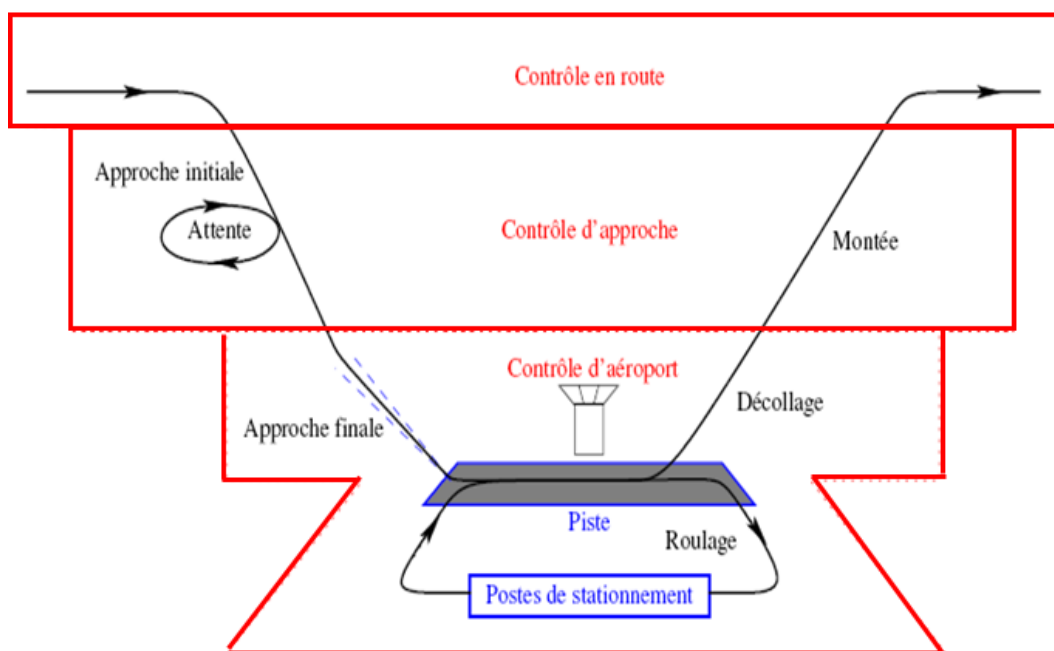 Contrôle en route
Approche initiale
Attente
Contrôle d'approche
Montée
Contrôle d'aéroport
Décollage
Approche finale
Piste
Roulage
Postes de stationnement